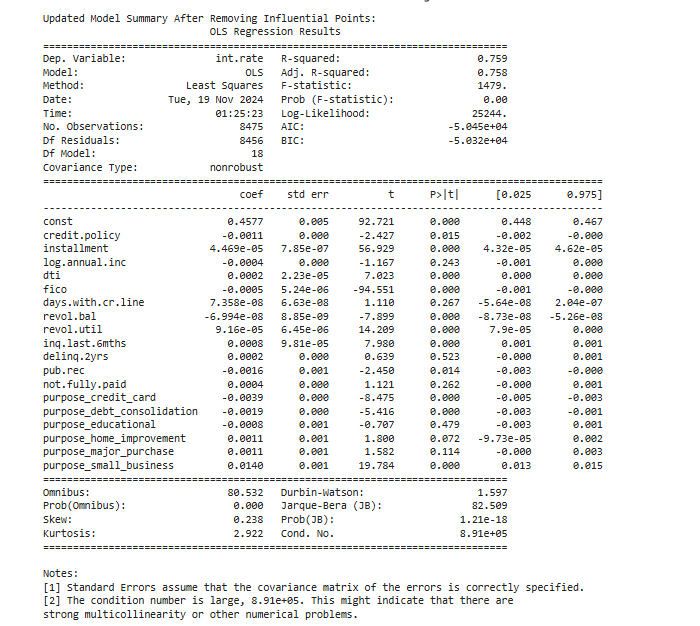 Updated Model Summary After Removing Influential Points:
OLS Regression Results
==============================================================================
Dep. Variable: int.rate R-squared: 0.759
Model: OLS Adj. R-squared: 0.758
Method: Least Squares F-statistic: 1479.
Date: Tue, 19 Nov 2024 Prob (F-statistic): 0.00
Time: 01:25:23 Log-Likelihood: 25244.
No. Observations: 8475 AIC: -5.045e+04
Df Residuals: 8456 BIC: -5.032e+04
Df Model: 18
Covariance Type: nonrobust
==============================================================================================
coef std err t P>|t| [0.025 0.975]
----------------------------------------------------------------------------------------------
const 0.4577 0.005 92.721 0.000 0.448 0.467
credit.policy -0.0011 0.000 -2.427 0.015 -0.002 -0.000
installment 4.469e-05 7.85e-07 56.929 0.000 4.32e-05 4.62e-05
log.annual.inc -0.0004 0.000 -1.167 0.243 -0.001 0.000
dti 0.0002 2.23e-05 7.023 0.000 0.000 0.000
fico -0.0005 5.24e-06 -94.551 0.000 -0.001 -0.000
days.with.cr.line 7.358e-08 6.63e-08 1.110 0.267 -5.64e-08 2.04e-07
revol.bal -6.994e-08 8.85e-09 -7.899 0.000 -8.73e-08 -5.26e-08
revol.util 9.16e-05 6.45e-06 14.209 0.000 7.9e-05 0.000
inq.last.6mths 0.0008 9.81e-05 7.980 0.000 0.001 0.001
delinq.2yrs 0.0002 0.000 0.639 0.523 -0.000 0.001
pub.rec -0.0016 0.001 -2.450 0.014 -0.003 -0.000
not.fully.paid 0.0004 0.000 1.121 0.262 -0.000 0.001
purpose_credit_card -0.0039 0.000 -8.475 0.000 -0.005 -0.003
purpose_debt_consolidation -0.0019 0.000 -5.416 0.000 -0.003 -0.001
purpose_educational -0.0008 0.001 -0.707 0.479 -0.003 0.001
purpose_home_improvement 0.0011 0.001 1.800 0.072 -9.73e-05 0.002
purpose_major_purchase 0.0011 0.001 1.582 0.114 -0.000 0.003
purpose_small_business 0.0140 0.001 19.784 0.000 0.013 0.015
==============================================================================
Omnibus: 80.532 Durbin-Watson: 1.597
Prob(Omnibus): 0.000 Jarque-Bera (JB): 82.509
Skew: 0.238 Prob(JB): 1.21e-18
Kurtosis: 2.922 Cond. No. 8.91e+05
==============================================================================
Notes:
[1] Standard Errors assume that the covariance matrix of the errors is correctly specified.
[2] The condition number is large, 8.91e+05. This might indicate that there are
strong multicollinearity or other numerical problems.